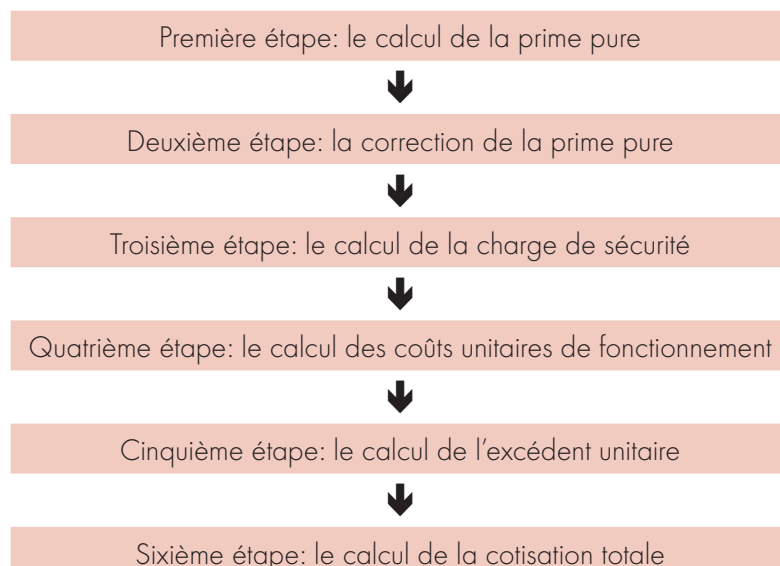 Première étape: le calcul de la prime pure
Deuxième étape: la correction de la prime pure
Troisième étape: le calcul de la charge de sécurité
Quatrième étape: le calcul des coûts unitaires de fonctionnement
Cinquième étape: le calcul de l’excédent unitaire
Sixième étape: le calcul de la cotisation totale